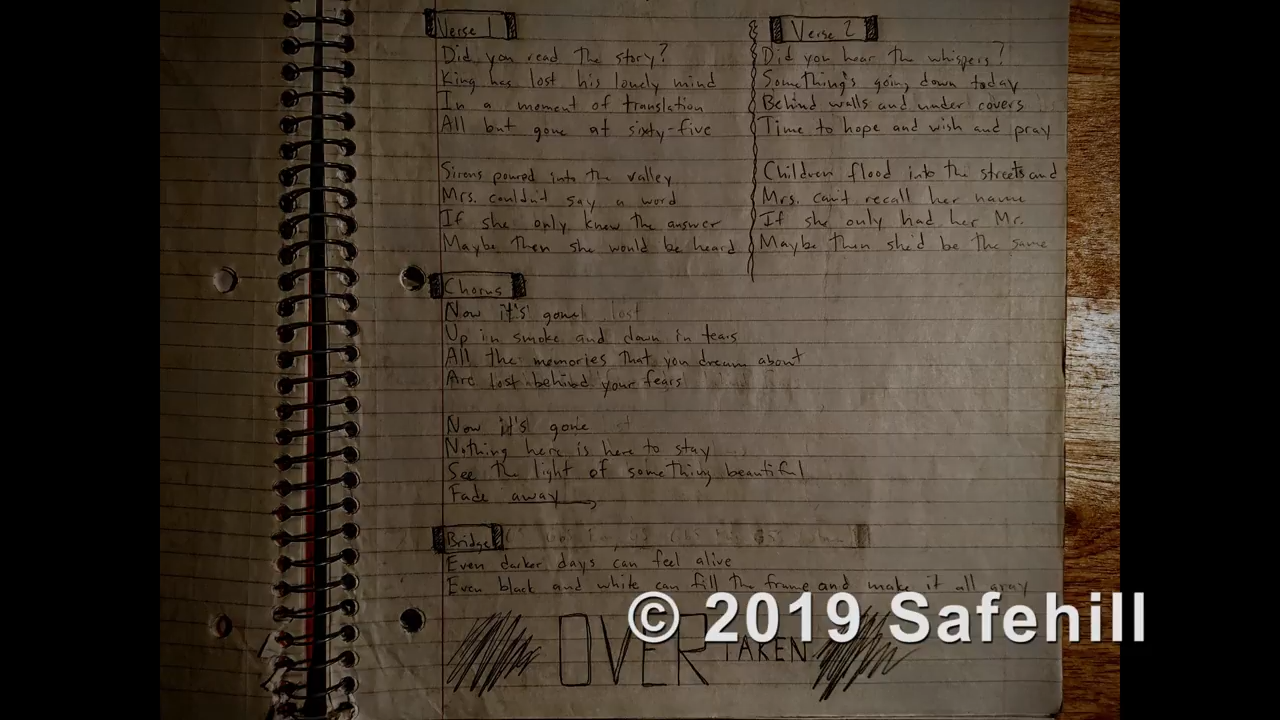 Verse 1
Did you read the story?
King has lost his lonely mind
In a moment of translation
All but gone at sixty-five
Sirens poured into the valley
Mrs. couldn't say a word
If she only knew the answer
Maybe then she would be heard
Verse 2
Did you hear the whispers?
Something's going down today
Behind walls and under covers
Time to hope and wish and pray
Children flood into the streets and
Mrs. can't recall her name
If she only had her Mr.
Maybe then she'd be the same
Chorus
Now it's gone lost
Up in smoke and down in tears
All the memories that you dream about
Are lost behind your fears
Now it's gone
Nothing here is here to stay
See the light of something beautiful
Fade away
Bridge
Even darker days can feel alive
Even black and white can fill the frame and make it all gray
OVERTAKEN
© 2019 Safehill